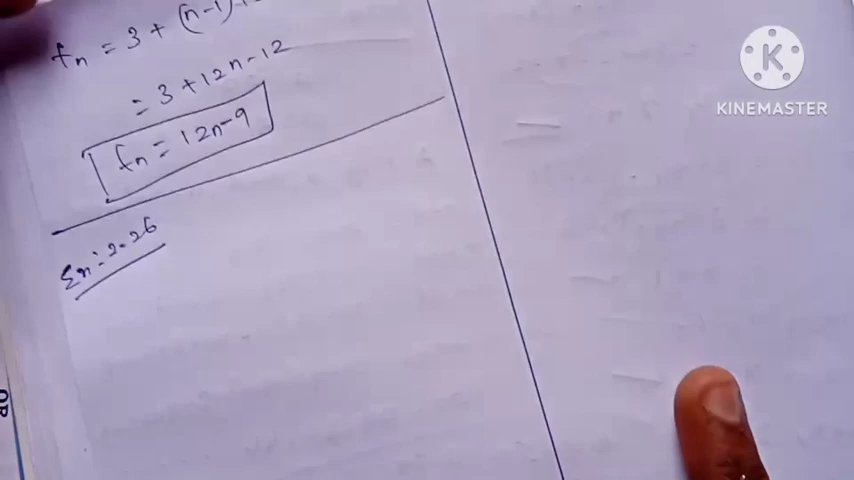 tn = 3 + (n-1)
= 3 + 12n - 12
tn = 12n - 9
Ex: 2.26
KINEMASTER